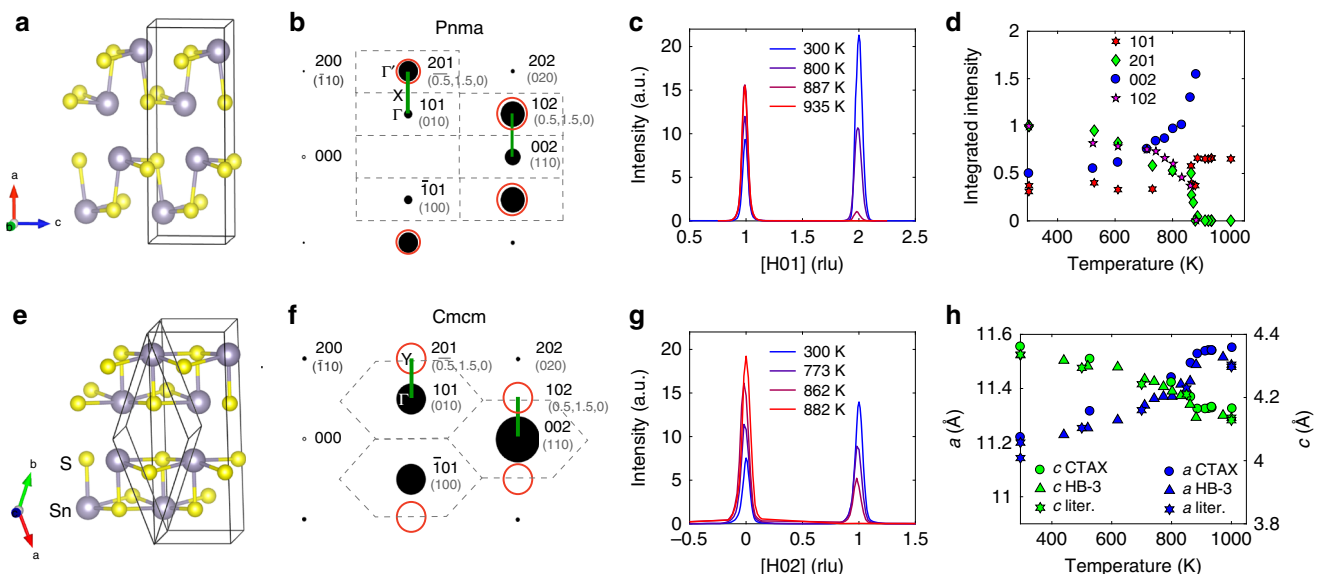 a
a
b
c
b
Pnma
200
(1̅10)
Γ′
201
(0.5,1.5,0)
202
(020)
X
Γ
101
(010)
102
(0.5,1.5,0)
000
002
(110)
1̅01
(100)
c
Intensity (a.u.)
20
15
10
5
0
0.5
1
1.5
2
2.5
[H01] (rlu)
300 K
800 K
887 K
935 K
d
Integrated intensity
2
1.5
1
0.5
0
400
600
800
1000
Temperature (K)
101
201
002
102
e
S
Sn
b
a
f
Cmcm
200
(1̅10)
Y
201
(0.5,1.5,0)
202
(020)
Γ
101
(010)
102
(0.5,1.5,0)
000
002
(110)
1̅01
(100)
g
Intensity (a.u.)
20
15
10
5
0
−0.5
0
0.5
1
1.5
[H02] (rlu)
300 K
773 K
862 K
882 K
h
a (Å)
11.6
11.4
11.2
11
c (Å)
4.4
4.2
4
3.8
400
600
800
1000
Temperature (K)
c CTAX
c HB-3
c liter.
a CTAX
a HB-3
a liter.